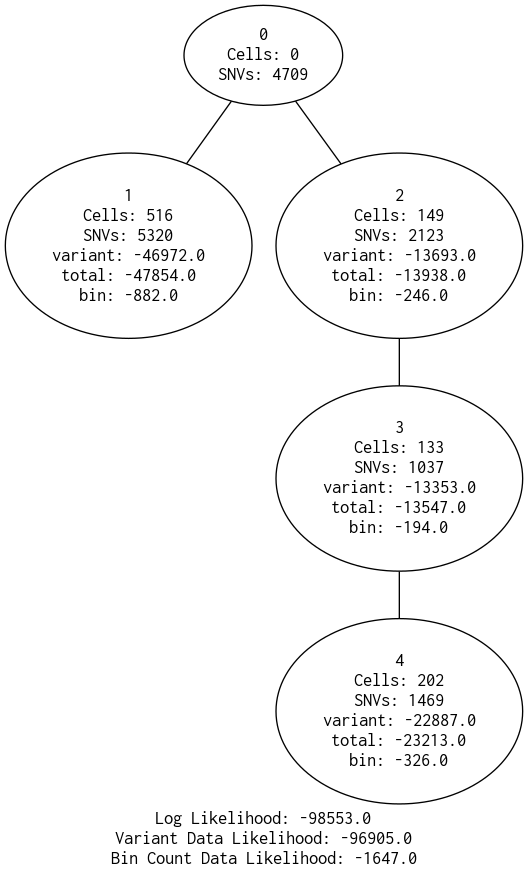 0
Cells: 0
SNVs: 4709
1
Cells: 516
SNVs: 5320
variant: -46972.0
total: -47854.0
bin: -882.0
2
Cells: 149
SNVs: 2123
variant: -13693.0
total: -13938.0
bin: -246.0
3
Cells: 133
SNVs: 1037
variant: -13353.0
total: -13547.0
bin: -194.0
4
Cells: 202
SNVs: 1469
variant: -22887.0
total: -23213.0
bin: -326.0
Log Likelihood: -98553.0
Variant Data Likelihood: -96905.0
Bin Count Data Likelihood: -1647.0